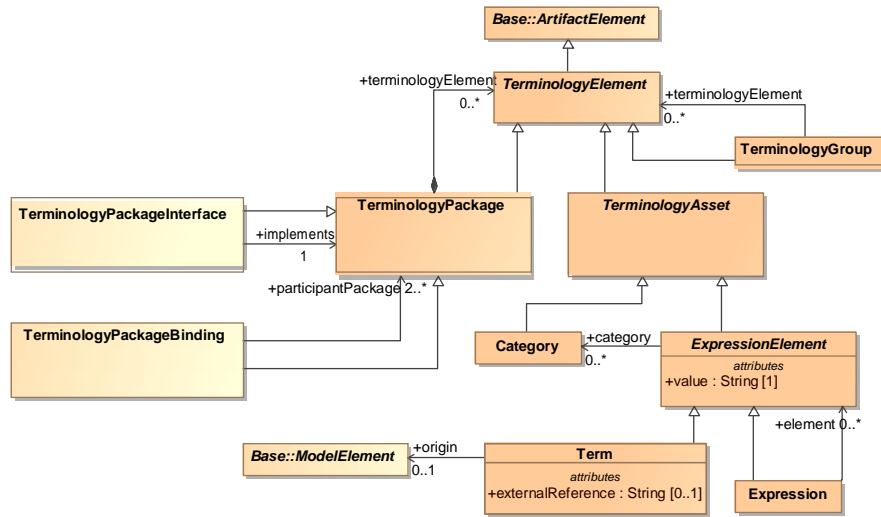 Base::ArtifactElement
+terminologyElement
0..*
TerminologyElement
+terminologyElement
0..*
TerminologyGroup
TerminologyPackageInterface
+implements
1
TerminologyPackage
TerminologyAsset
+participantPackage 2..*
TerminologyPackageBinding
Category
+category
0..*
ExpressionElement
attributes
+value : String [1]
+element 0..*
Base::ModelElement
+origin
0..1
Term
attributes
+externalReference : String [0..1]
Expression